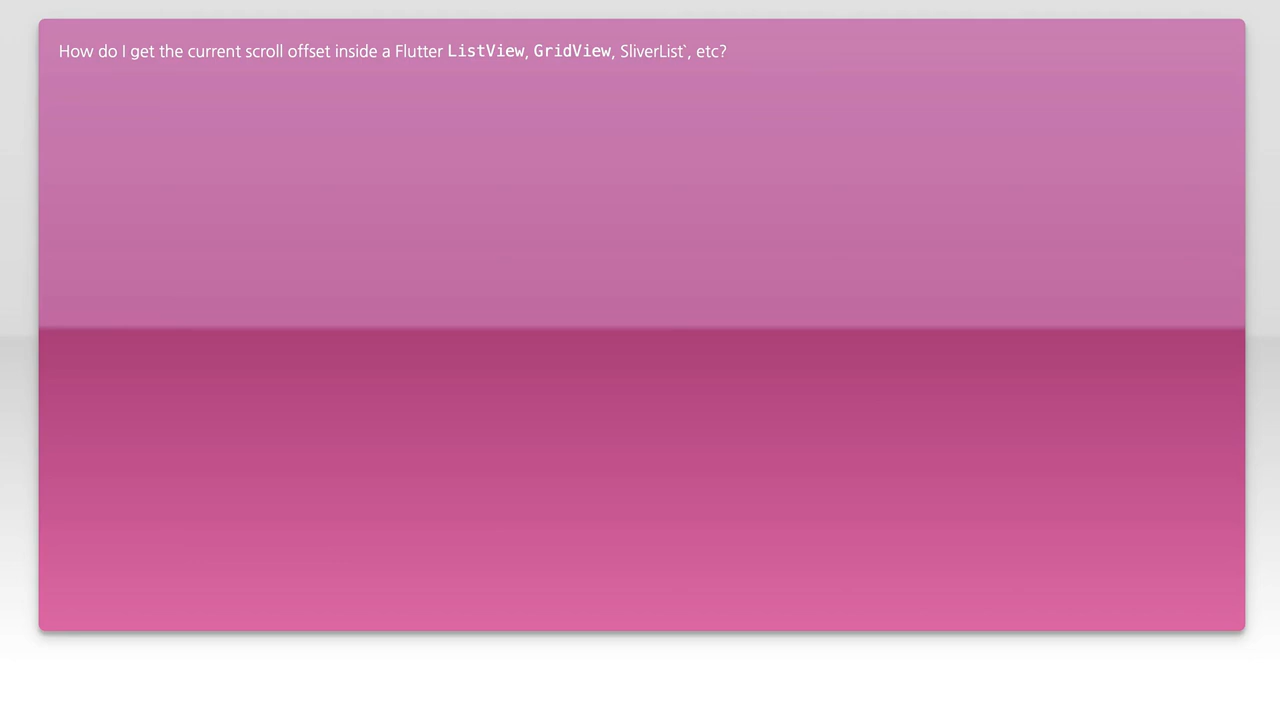 How do I get the current scroll offset inside a Flutter ListView, GridView, SliverList`, etc?